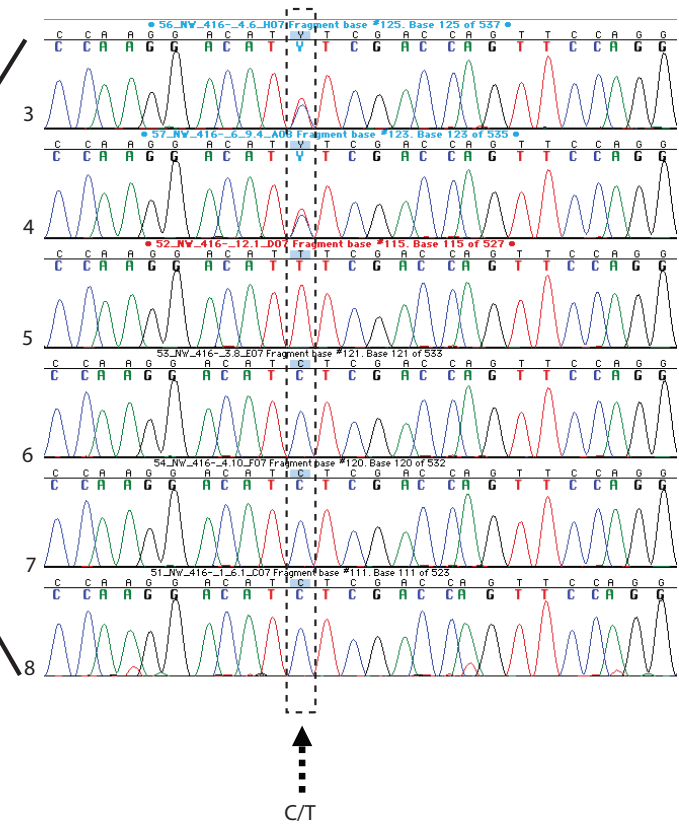 • 56_NW_416-_4.6_H07 Fragment base #125. Base 125 of 537 •
C C A A G G A C A T Y T C G A C C A G T T C C A G G
C C A A G G A C A T Y T C G A C C A G T T C C A G G
3
• 57_NW_416-_6_9.4_A08 Fragment base #123. Base 123 of 535 •
C C A A G G A C A T Y T C G A C C A G T T C C A G G
C C A A G G A C A T Y T C G A C C A G T T C C A G G
4
• 52_NW_416-_12.1_D07 Fragment base #115. Base 115 of 527 •
C C A A G G A C A T T T C G A C C A G T T C C A G G
C C A A G G A C A T T T C G A C C A G T T C C A G G
5
53_NW_416-_3.8_E07 Fragment base #121. Base 121 of 533
C C A A G G A C A T C T C G A C C A G T T C C A G G
C C A A G G A C A T C T C G A C C A G T T C C A G G
6
54_NW_416-_4.10_F07 Fragment base #120. Base 120 of 532
C C A A G G A C A T C T C G A C C A G T T C C A G G
C C A A G G A C A T C T C G A C C A G T T C C A G G
7
51_NW_416-_1_6.1_C07 Fragment base #111. Base 111 of 523
C C A A G G A C A T C T C G A C C A G T T C C A G G
C C A A G G A C A T C T C G A C C A G T T C C A G G
8
C/T